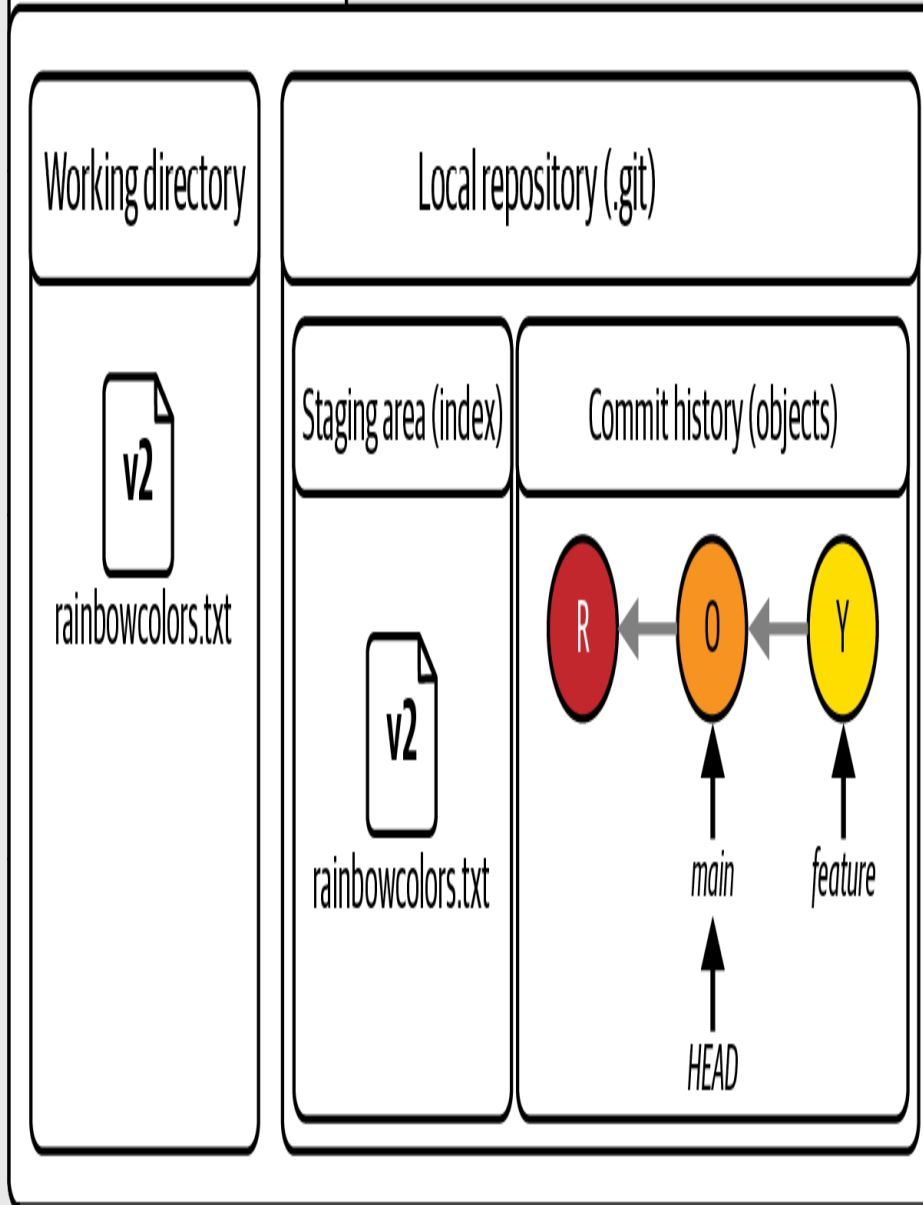 Working directory
Local repository (.git)
v2
rainbowcolors.txt
Staging area (index)
v2
rainbowcolors.txt
Commit history (objects)
R
O
Y
main
feature
HEAD